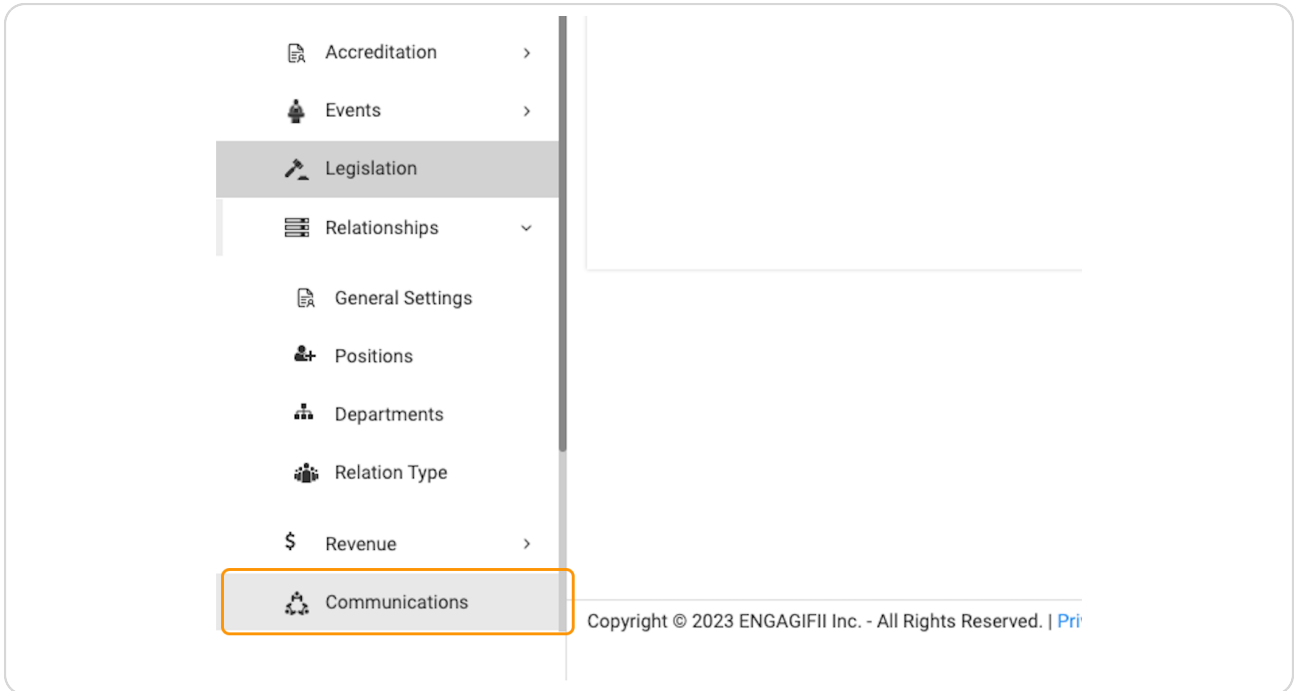 Accreditation
Events
Legislation
Relationships
General Settings
Positions
Departments
Relation Type
$ Revenue
Communications
Copyright © 2023 ENGAGIFII Inc. - All Rights Reserved. | Pri